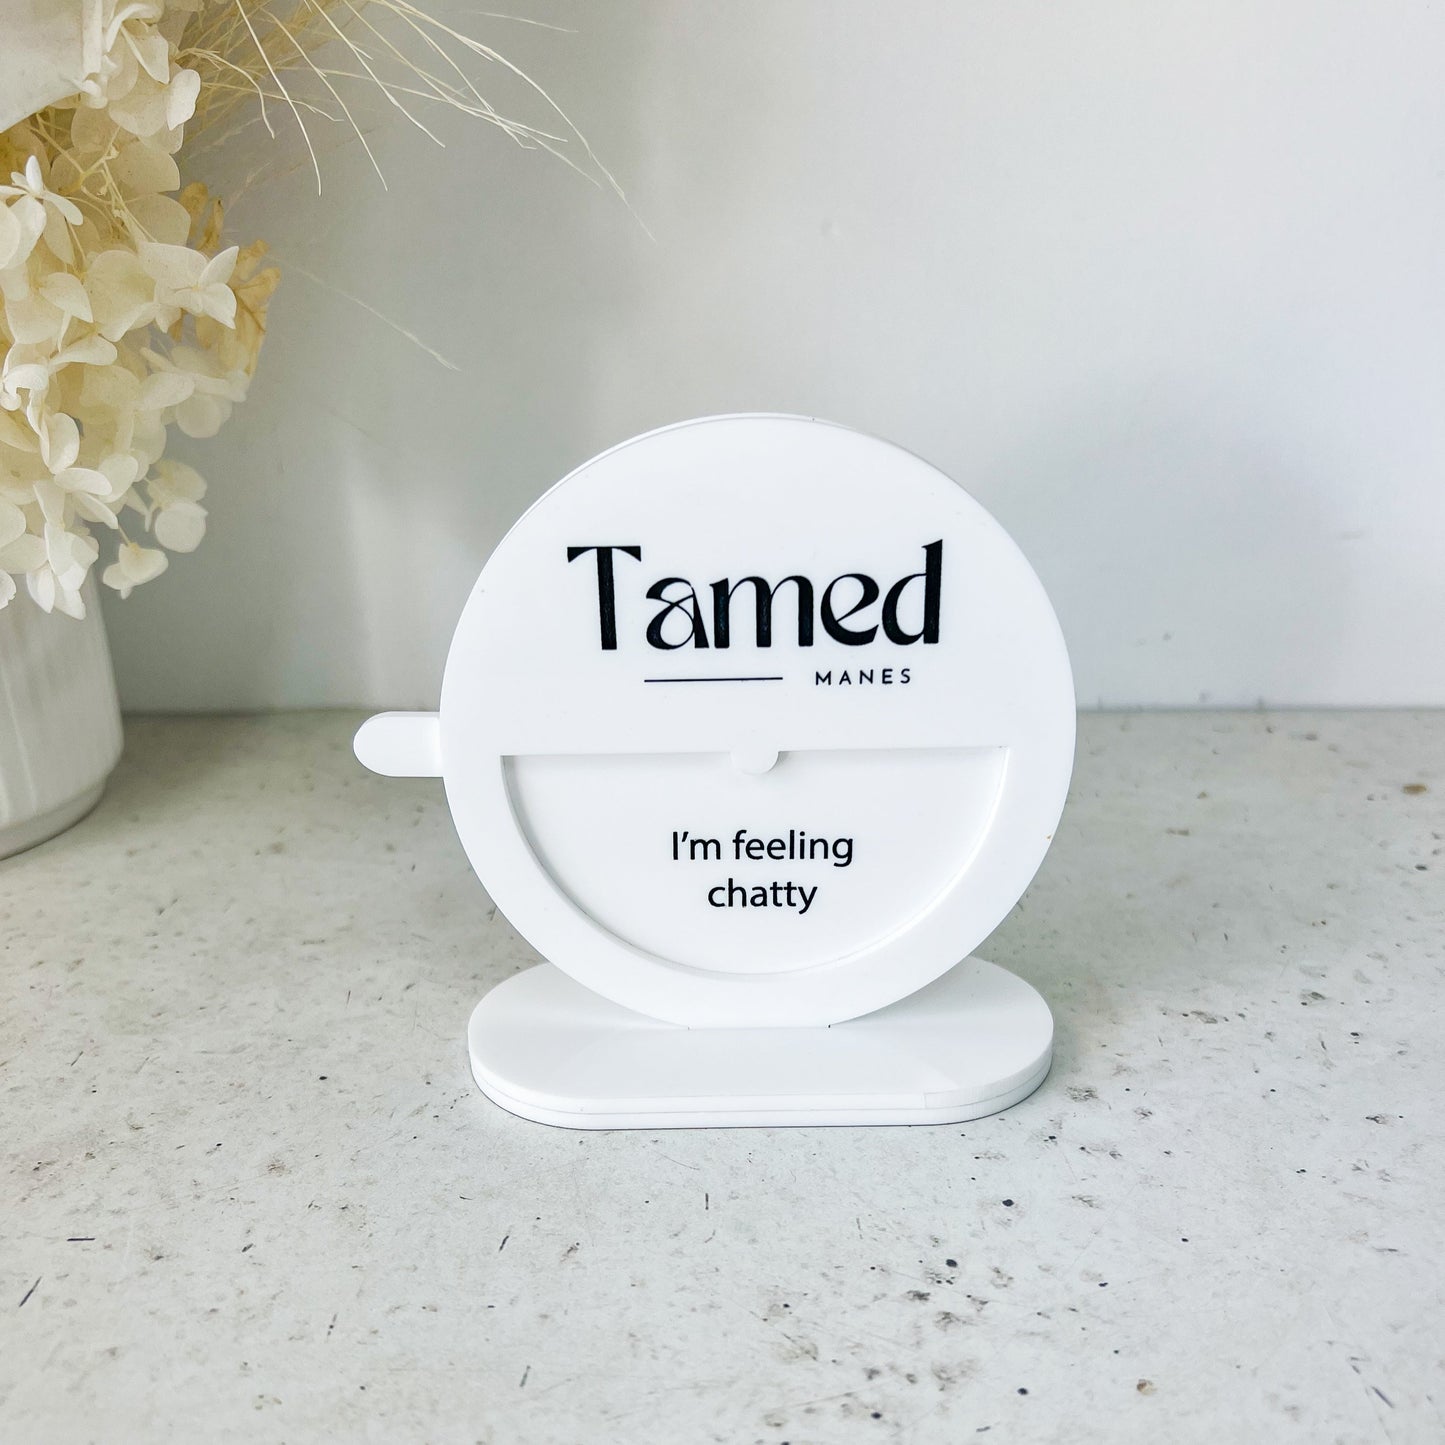 Tamed
MANES
I'm feeling
chatty